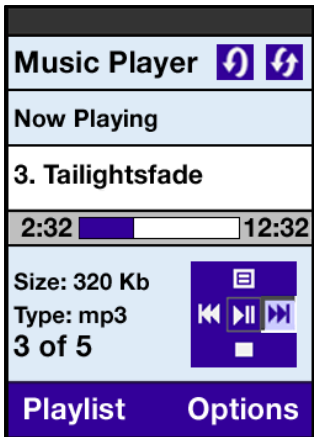 Music Player
Now Playing
3. Tailightsfade
2:32 12:32
Size: 320 Kb
Type: mp3
3 of 5
Playlist Options